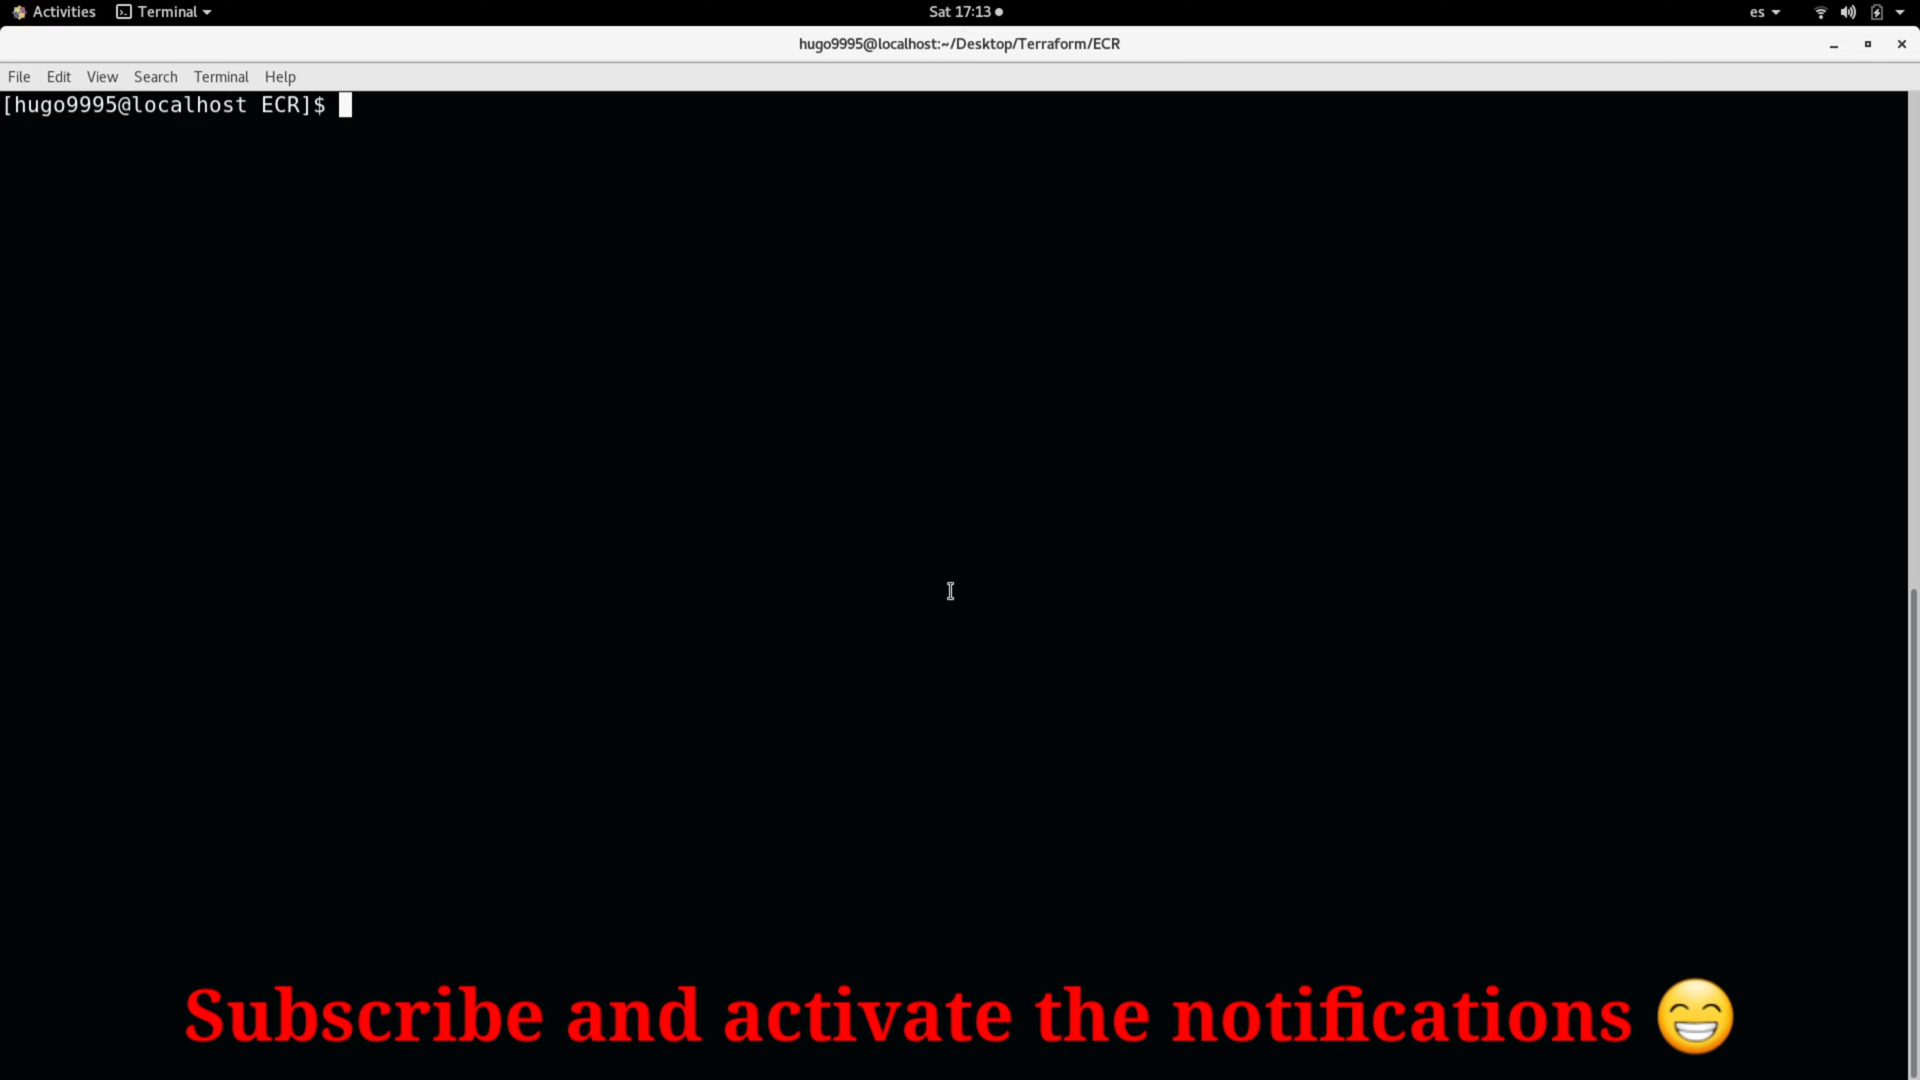 Activities Terminal Sat 17:13 es
hugo9995@localhost:~/Desktop/Terraform/ECR
File Edit View Search Terminal Help
[hugo9995@localhost ECR]$
Subscribe and activate the notifications 😁